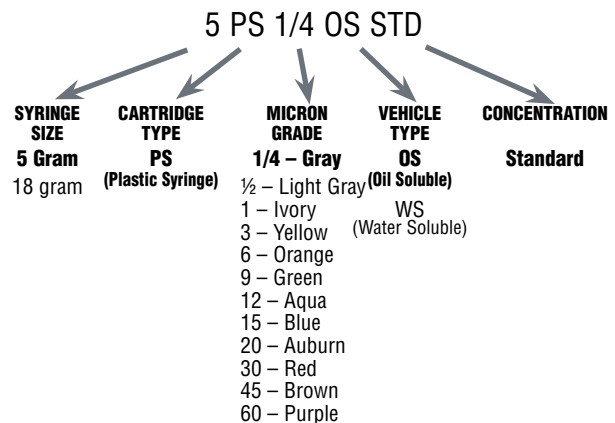 5 PS 1/4 OS STD
SYRINGE
SIZE
5 Gram
18 gram
CARTRIDGE
TYPE
PS
(Plastic Syringe)
MICRON
GRADE
1/4 – Gray
½ – Light Gray
1 – Ivory
3 – Yellow
6 – Orange
9 – Green
12 – Aqua
15 – Blue
20 – Auburn
30 – Red
45 – Brown
60 – Purple
VEHICLE
TYPE
OS
(Oil Soluble)
WS
(Water Soluble)
CONCENTRATION
Standard